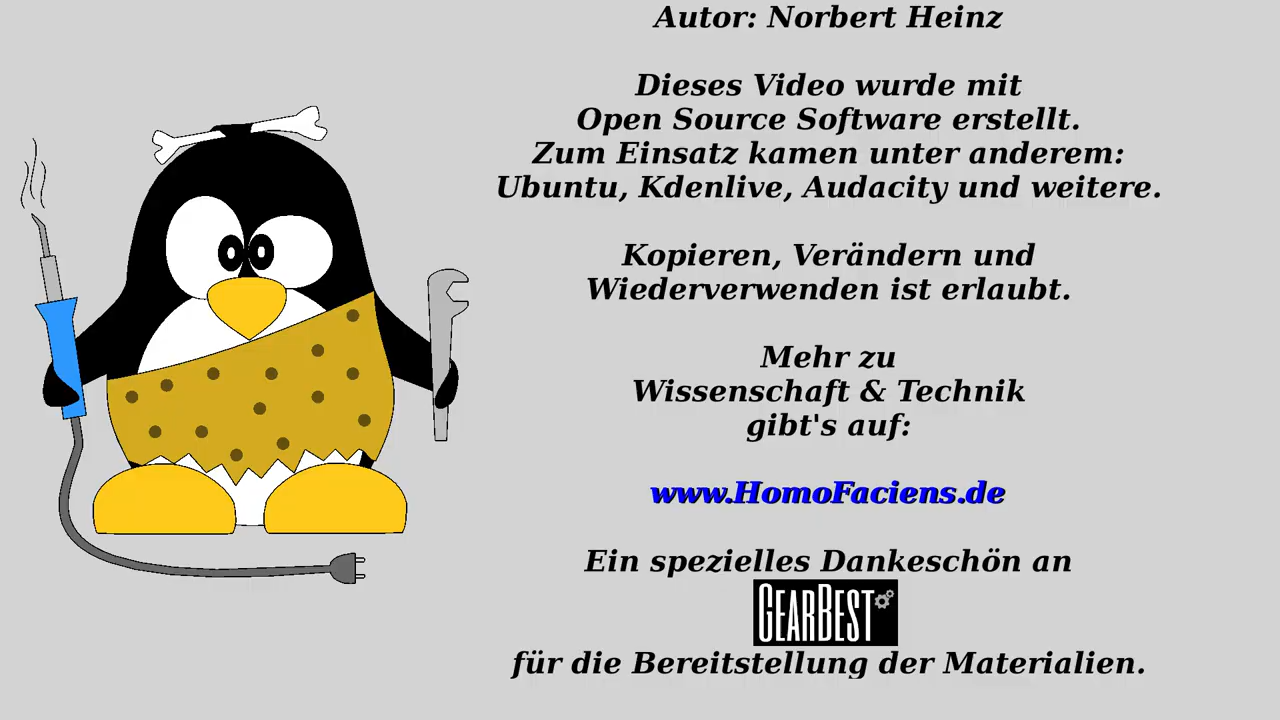 Autor: Norbert Heinz
Dieses Video wurde mit
Open Source Software erstellt.
Zum Einsatz kamen unter anderem:
Ubuntu, Kdenlive, Audacity und weitere.
Kopieren, Verändern und
Wiederverwenden ist erlaubt.
Mehr zu
Wissenschaft & Technik
gibt's auf:
www.HomoFaciens.de
Ein spezielles Dankeschön an
GEARBEST
für die Bereitstellung der Materialien.